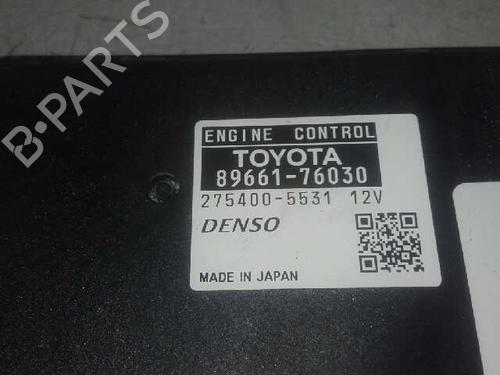 B-PARTS
ENGINE CONTROL
TOYOTA
89661-76030
275400-5531 12V
DENSO
MADE IN JAPAN